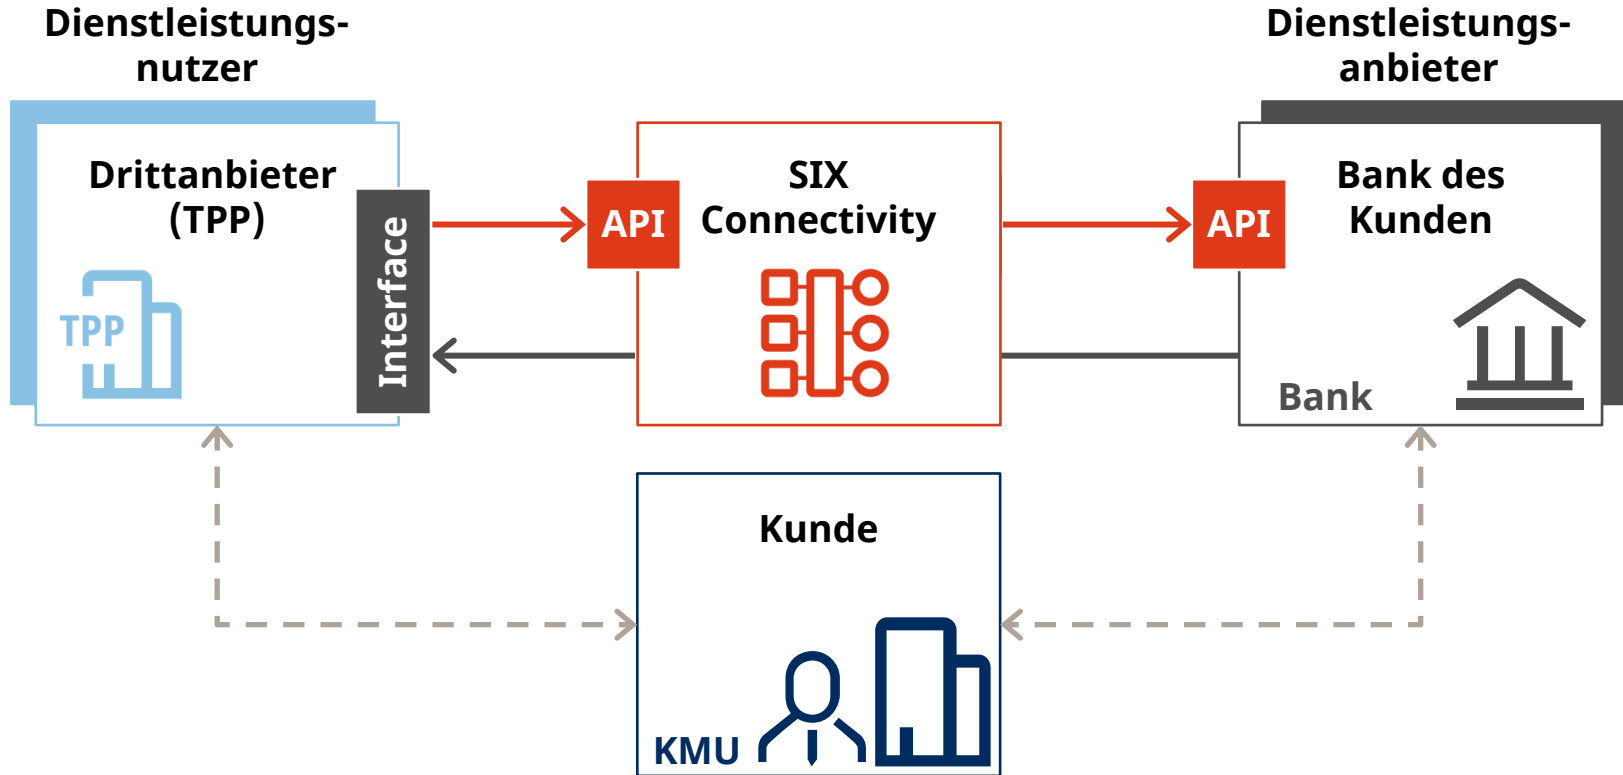 Dienstleistungs-
nutzer
Dienstleistungs-
anbieter
Drittanbieter
(TPP)
TPP
Interface
API
SIX
Connectivity
API
Bank des
Kunden
Bank
Kunde
KMU